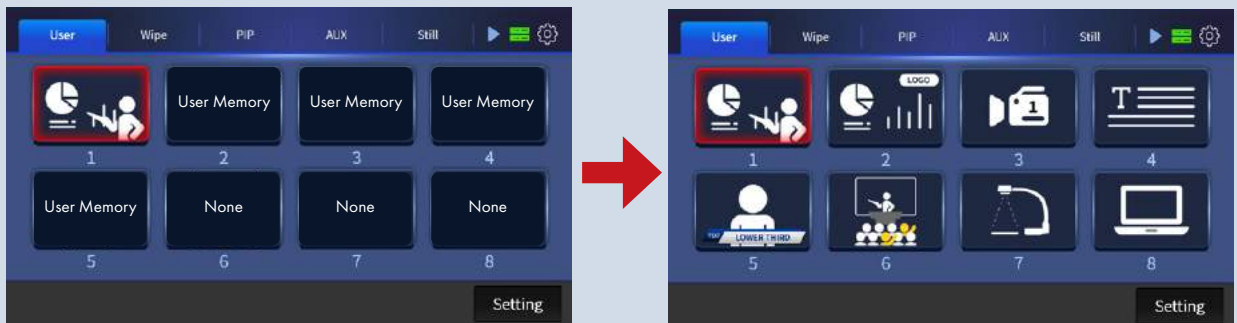 User Wipe PIP AUX Still
User Memory User Memory User Memory
1 2 3 4
User Memory None None None
5 6 7 8
Setting
User Wipe PIP AUX Still
LOGO
1
T
1 2 3 4
LOWER THIRD
5 6 7 8
Setting